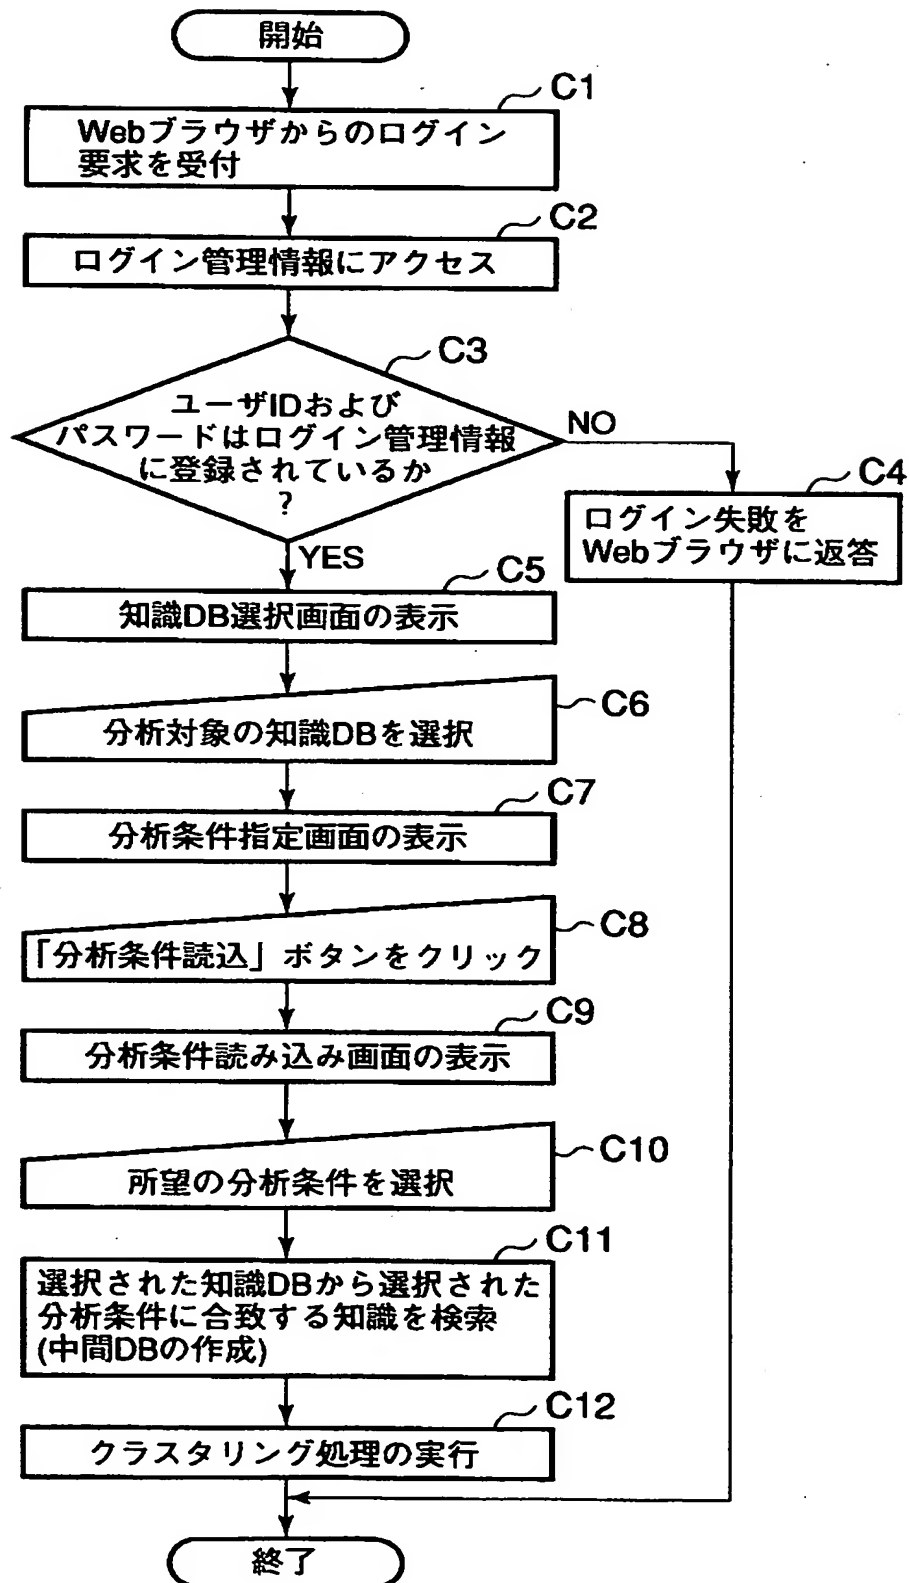 開始
C1
Webブラウザからのログイン
要求を受付
C2
ログイン管理情報にアクセス
C3
ユーザIDおよび
パスワードはログイン管理情報
に登録されているか
?
NO
C4
ログイン失敗を
Webブラウザに返答
YES
C5
知識DB選択画面の表示
C6
分析対象の知識DBを選択
C7
分析条件指定画面の表示
C8
「分析条件読込」ボタンをクリック
C9
分析条件読み込み画面の表示
C10
所望の分析条件を選択
C11
選択された知識DBから選択された
分析条件に合致する知識を検索
(中間DBの作成)
C12
クラスタリング処理の実行
終了